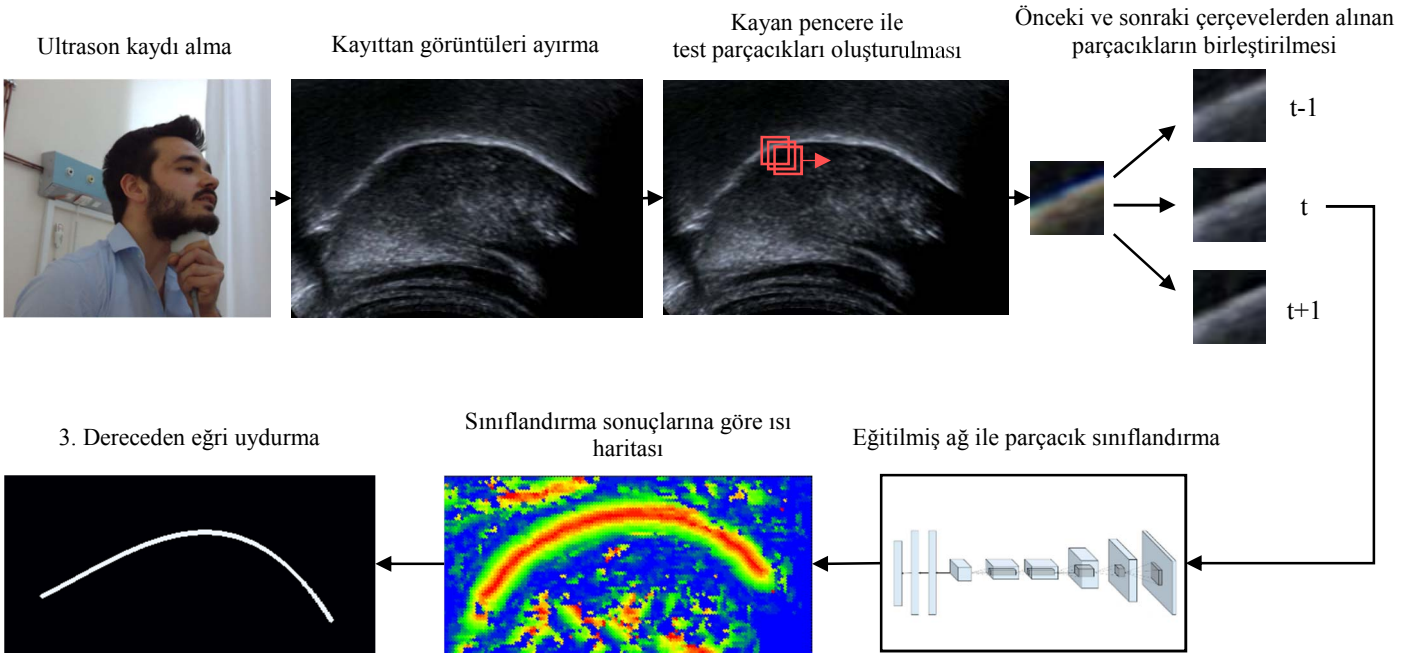 Ultrason kaydı alma
Kayıttan görüntüleri ayırma
Kayan pencere ile
test parçacıkları oluşturulması
Önceki ve sonraki çerçevelerden alınan
parçacıkların birleştirilmesi
t-1
t
t+1
3. Dereceden eğri uydurma
Sınıflandırma sonuçlarına göre ısı
haritası
Eğitilmiş ağ ile parçacık sınıflandırma